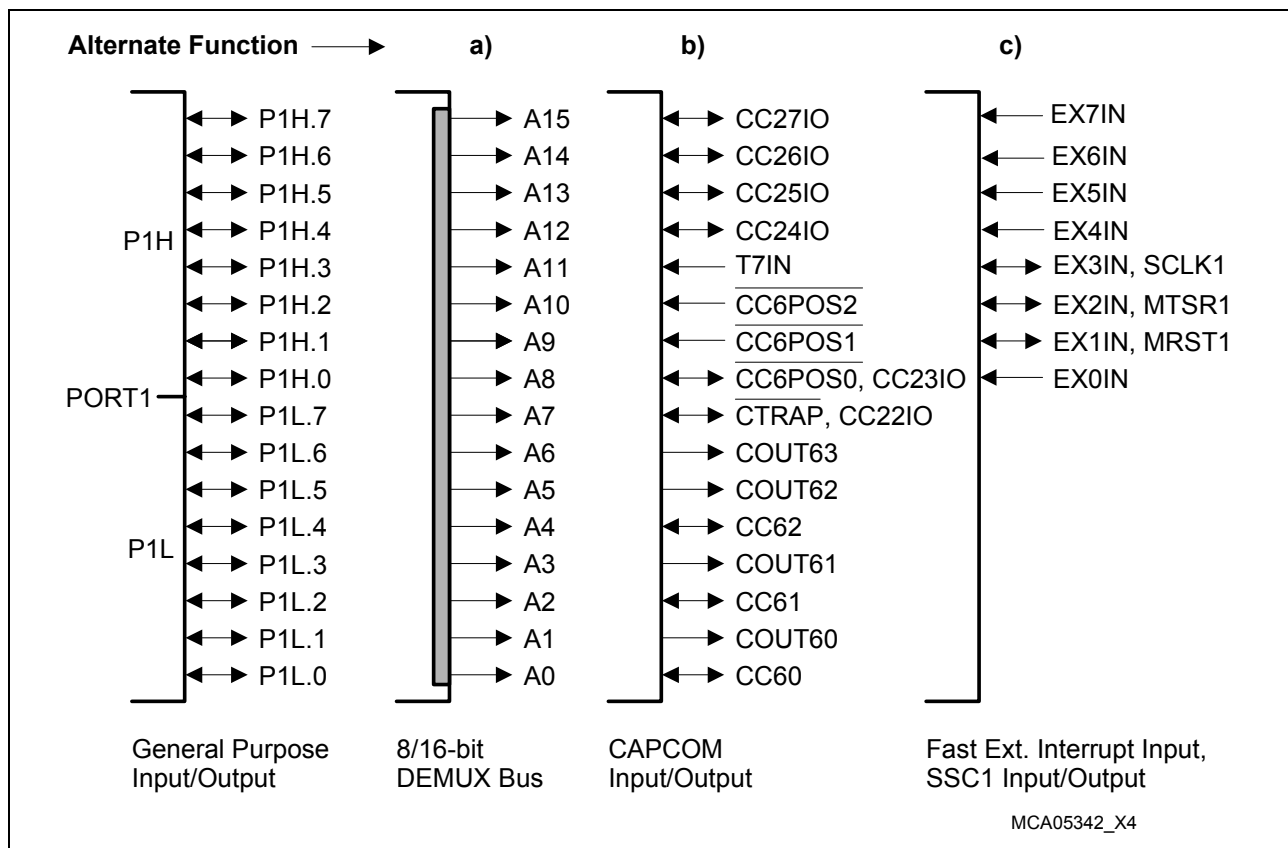 Alternate Function a) b) c)
P1H.7 A15 CC27IO EX7IN
P1H.6 A14 CC26IO EX6IN
P1H.5 A13 CC25IO EX5IN
P1H.4 A12 CC24IO EX4IN
P1H
P1H.3 A11 T7IN EX3IN, SCLK1
P1H.2 A10 CC6POS2 EX2IN, MTSR1
P1H.1 A9 CC6POS1 EX1IN, MRST1
P1H.0 A8 CC6POS0, CC23IO EX0IN
PORT1
P1L.7 A7 CTRAP, CC22IO
P1L.6 A6 COUT63
P1L.5 A5 COUT62
P1L.4 A4 CC62
P1L
P1L.3 A3 COUT61
P1L.2 A2 CC61
P1L.1 A1 COUT60
P1L.0 A0 CC60
General Purpose 8/16-bit CAPCOM Fast Ext. Interrupt Input,
Input/Output DEMUX Bus Input/Output SSC1 Input/Output
MCA05342_X4